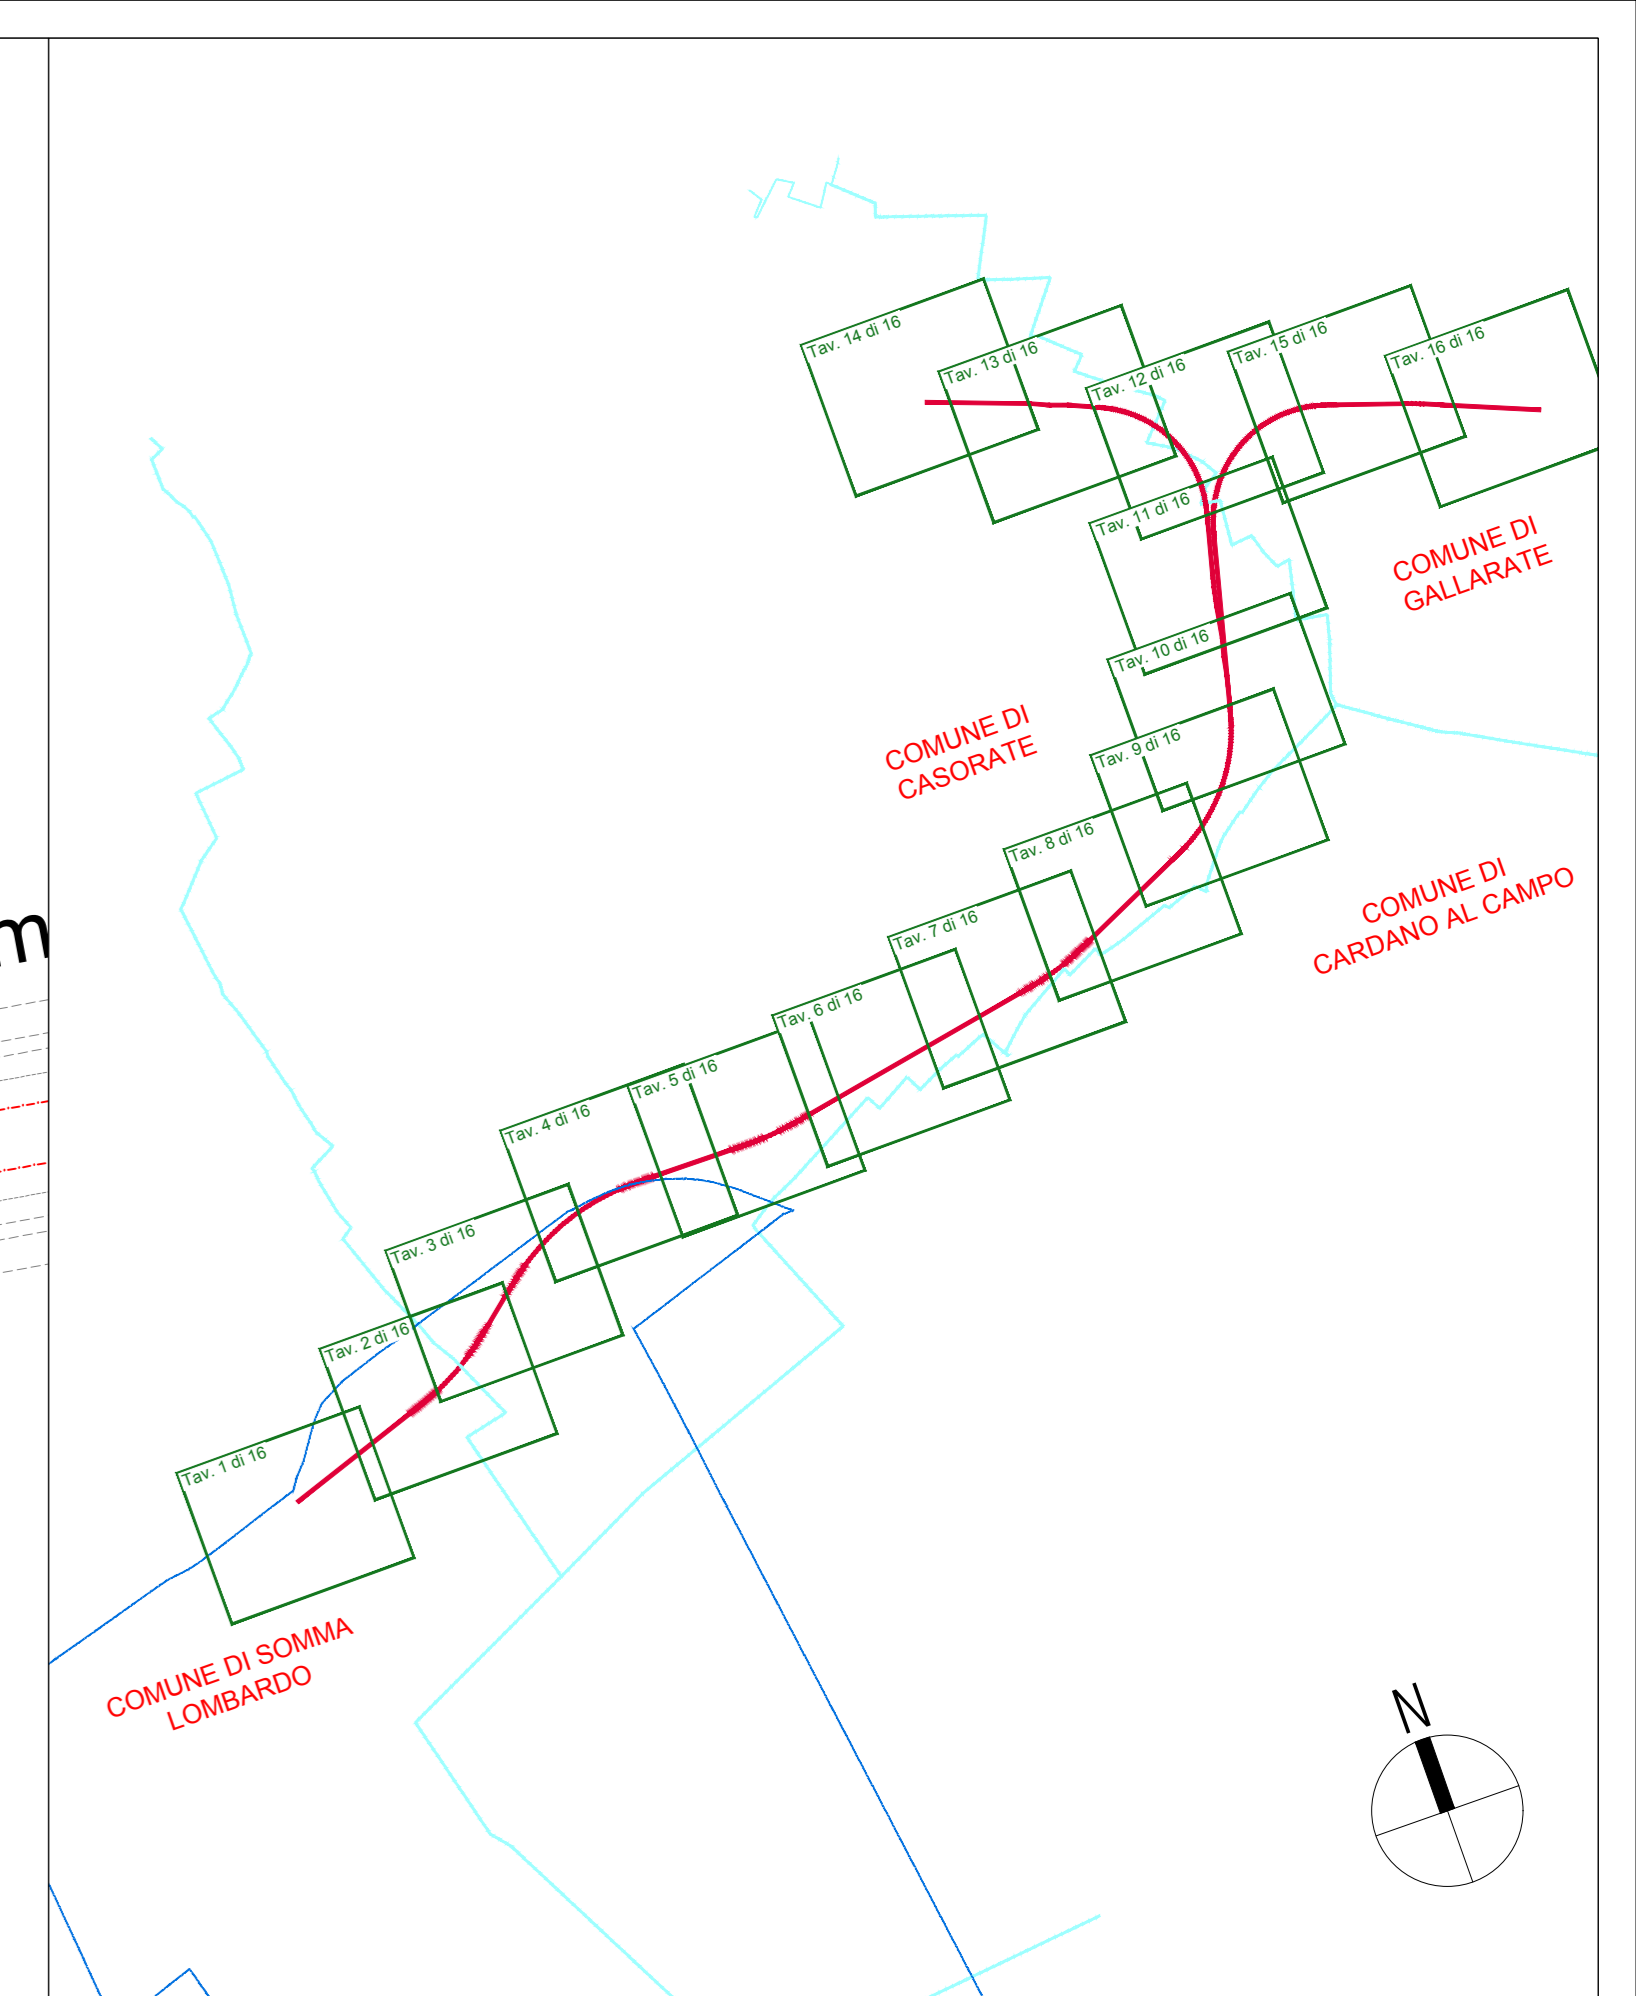 Tav. 14 di 16
Tav. 13 di 16
Tav. 12 di 16
Tav. 15 di 16
Tav. 16 di 16
Tav. 11 di 16
COMUNE DI
GALLARATE
Tav. 10 di 16
COMUNE DI
CASORATE
Tav. 9 di 16
Tav. 8 di 16
COMUNE DI
CARDANO AL CAMPO
Tav. 7 di 16
m
Tav. 6 di 16
Tav. 5 di 16
Tav. 4 di 16
Tav. 3 di 16
Tav. 2 di 16
Tav. 1 di 16
COMUNE DI SOMMA
LOMBARDO
N